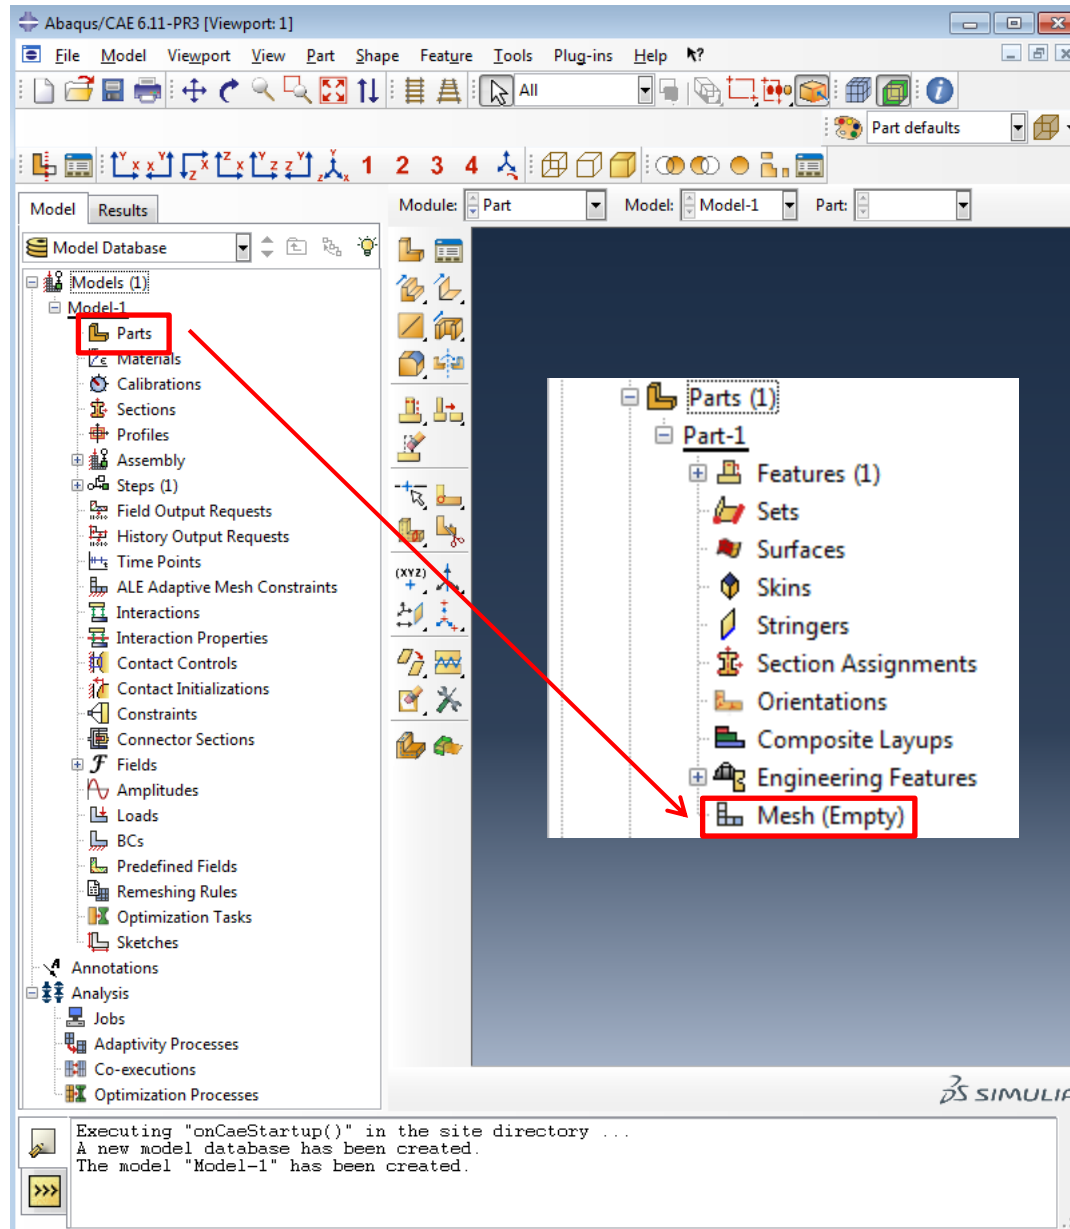 Abaqus/CAE 6.11-PR3 [Viewport: 1]
File Model Viewport View Part Shape Feature Tools Plug-ins Help ?
All
Part defaults
Y X X Y Z X Z X Y Z Z Y Y Z X 1 2 3 4
Model Results
Module: Part Model: Model-1 Part:
Model Database
Models (1)
Model-1
Parts
Materials
Calibrations
Sections
Profiles
Assembly
Steps (1)
Field Output Requests
History Output Requests
Time Points
ALE Adaptive Mesh Constraints
Interactions
Interaction Properties
Contact Controls
Contact Initializations
Constraints
Connector Sections
Fields
Amplitudes
Loads
BCs
Predefined Fields
Remeshing Rules
Optimization Tasks
Sketches
Annotations
Analysis
Jobs
Adaptivity Processes
Co-executions
Optimization Processes
(XYZ)
Parts (1)
Part-1
Features (1)
Sets
Surfaces
Skins
Stringers
Section Assignments
Orientations
Composite Layups
Engineering Features
Mesh (Empty)
SIMULIA
Executing "onCaeStartup()" in the site directory ...
A new model database has been created.
The model "Model-1" has been created.
>>>